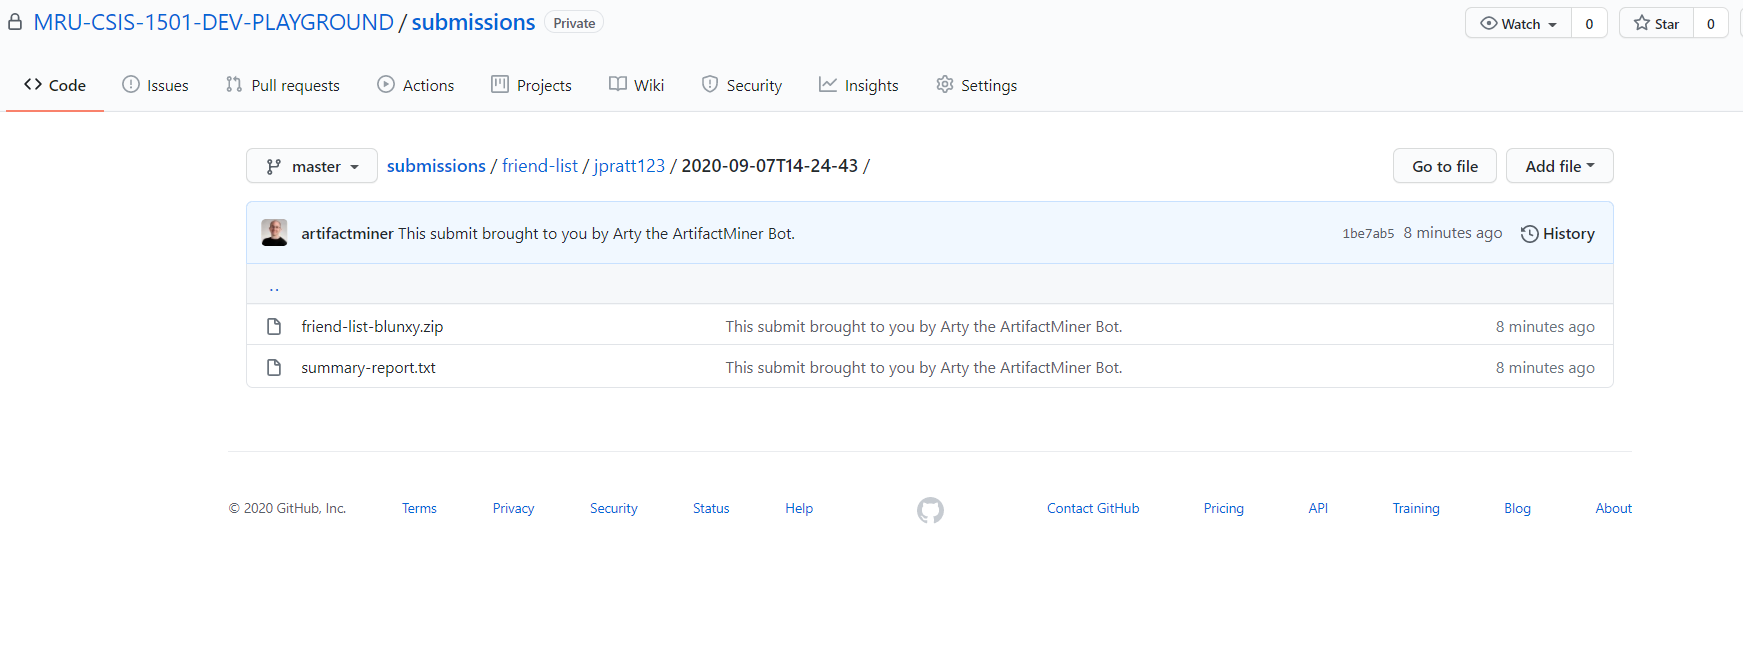 MRU-CSIS-1501-DEV-PLAYGROUND / submissions Private Watch 0 Star 0
Code Issues Pull requests Actions Projects Wiki Security Insights Settings
master submissions / friend-list / jpratt123 / 2020-09-07T14-24-43 / Go to file Add file
artifactminer This submit brought to you by Arty the ArtifactMiner Bot. 1be7ab5 8 minutes ago History
..
friend-list-blunxy.zip This submit brought to you by Arty the ArtifactMiner Bot. 8 minutes ago
summary-report.txt This submit brought to you by Arty the ArtifactMiner Bot. 8 minutes ago
© 2020 GitHub, Inc. Terms Privacy Security Status Help Contact GitHub Pricing API Training Blog About